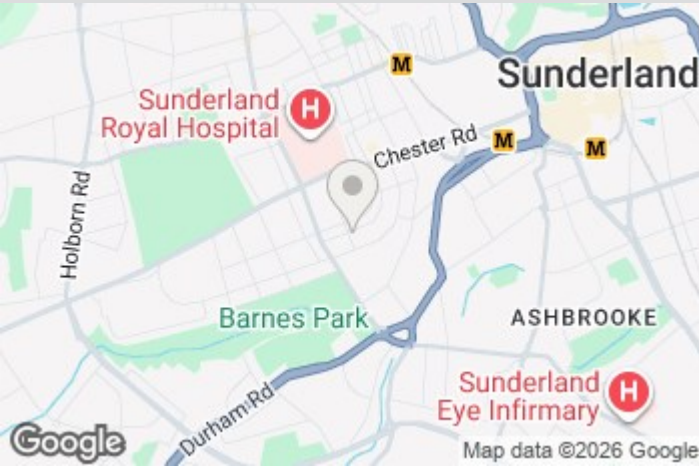 M
Sunderland
Sunderland
Royal Hospital
H
Chester Rd
M
M
Holborn Rd
Barnes Park
ASHBROOKE
Sunderland
Eye Infirmary
H
Durham Rd
Google
Map data ©2026 Google